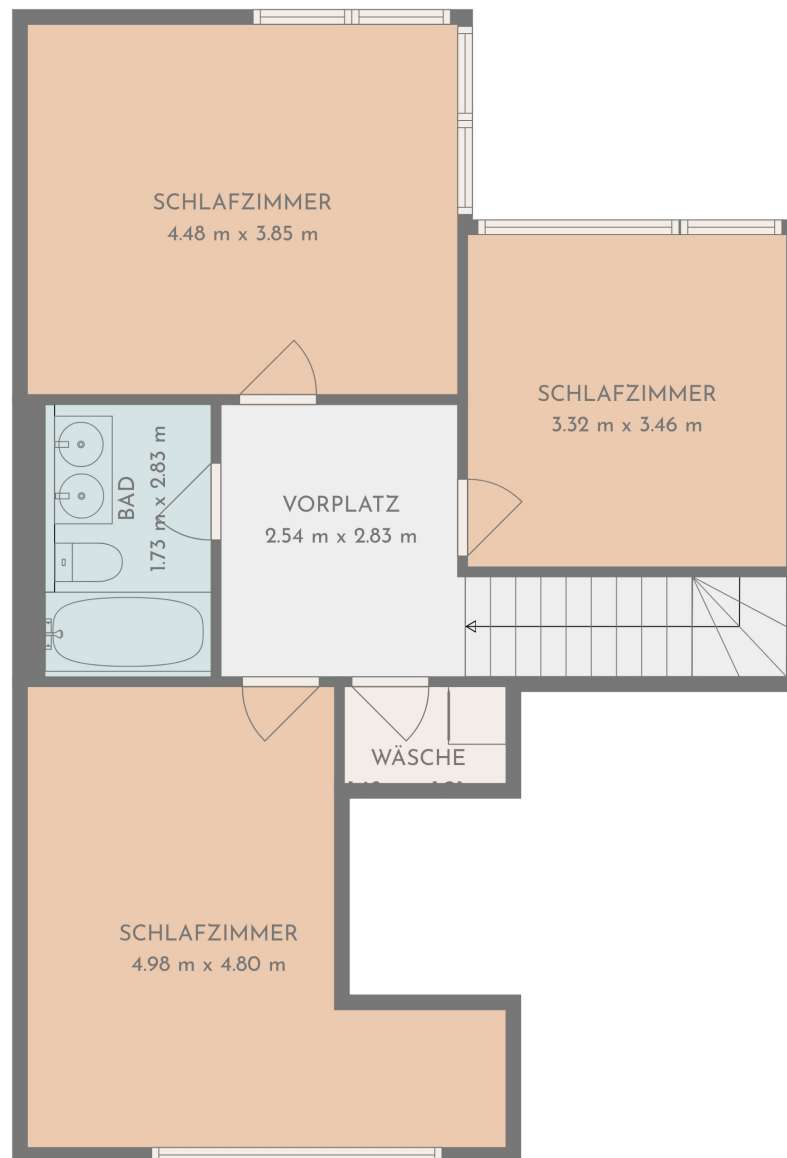 SCHLAFZIMMER
4.48 m x 3.85 m
SCHLAFZIMMER
3.32 m x 3.46 m
BAD
1.73 m x 2.83 m
VORPLATZ
2.54 m x 2.83 m
WÄSCHE
SCHLAFZIMMER
4.98 m x 4.80 m